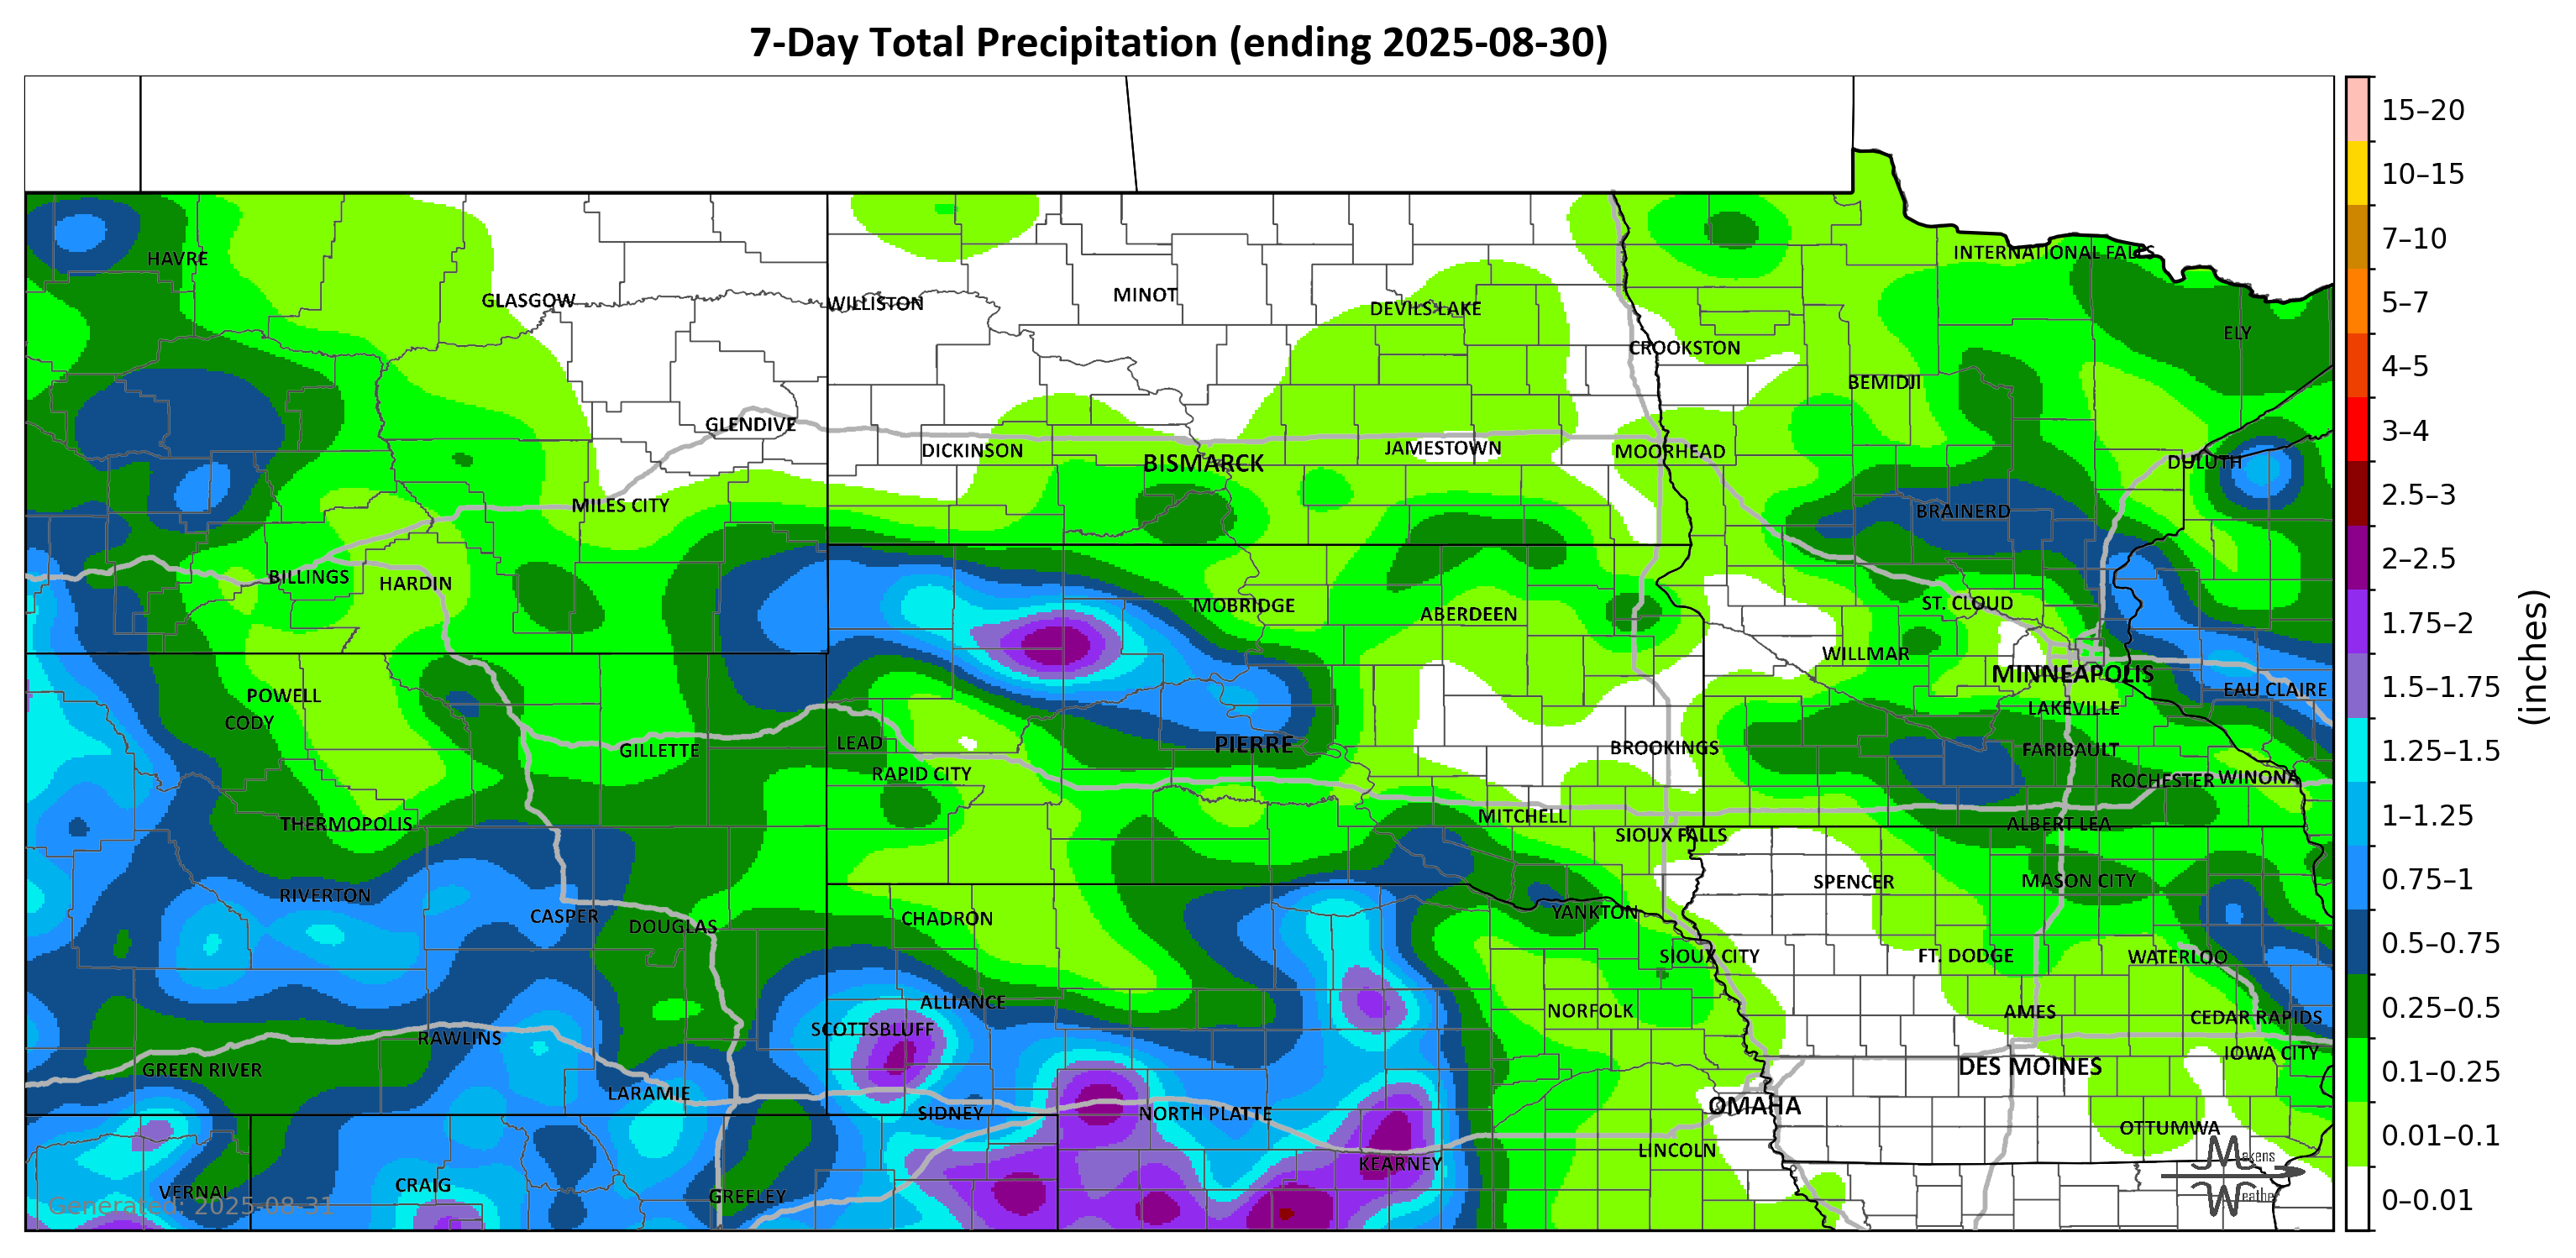 7-Day Total Precipitation (ending 2025-08-30)
15–20
10–15
7–10
5–7
4–5
3–4
2.5–3
2–2.5
1.75–2
1.5–1.75
1.25–1.5
1–1.25
0.75–1
0.5–0.75
0.25–0.5
0.1–0.25
0.01–0.1
0–0.01
(inches)
HAVRE
INTERNATIONAL FALLS
GLASGOW
WILLISTON
MINOT
DEVILS LAKE
ELY
CROOKSTON
BEMIDJI
GLENDIVE
DICKINSON
BISMARCK
JAMESTOWN
MOORHEAD
DULUTH
MILES CITY
BRAINERD
BILLINGS
HARDIN
MOBRIDGE
ABERDEEN
ST. CLOUD
WILLMAR
MINNEAPOLIS
EAU CLAIRE
POWELL
CODY
LAKEVILLE
GILLETTE
LEAD
PIERRE
BROOKINGS
FARIBAULT
RAPID CITY
ROCHESTER
WINONA
THERMOPOLIS
MITCHELL
SIOUX FALLS
ALBERT LEA
RIVERTON
SPENCER
MASON CITY
CASPER
DOUGLAS
CHADRON
YANKTON
SIOUX CITY
FT. DODGE
WATERLOO
ALLIANCE
SCOTTSBLUFF
NORFOLK
AMES
CEDAR RAPIDS
RAWLINS
GREEN RIVER
DES MOINES
IOWA CITY
LARAMIE
SIDNEY
NORTH PLATTE
OMAHA
OTTUMWA
LINCOLN
KEARNEY
VERNAL
CRAIG
GREELEY
Generated: 2025-08-31
Makens
Weather